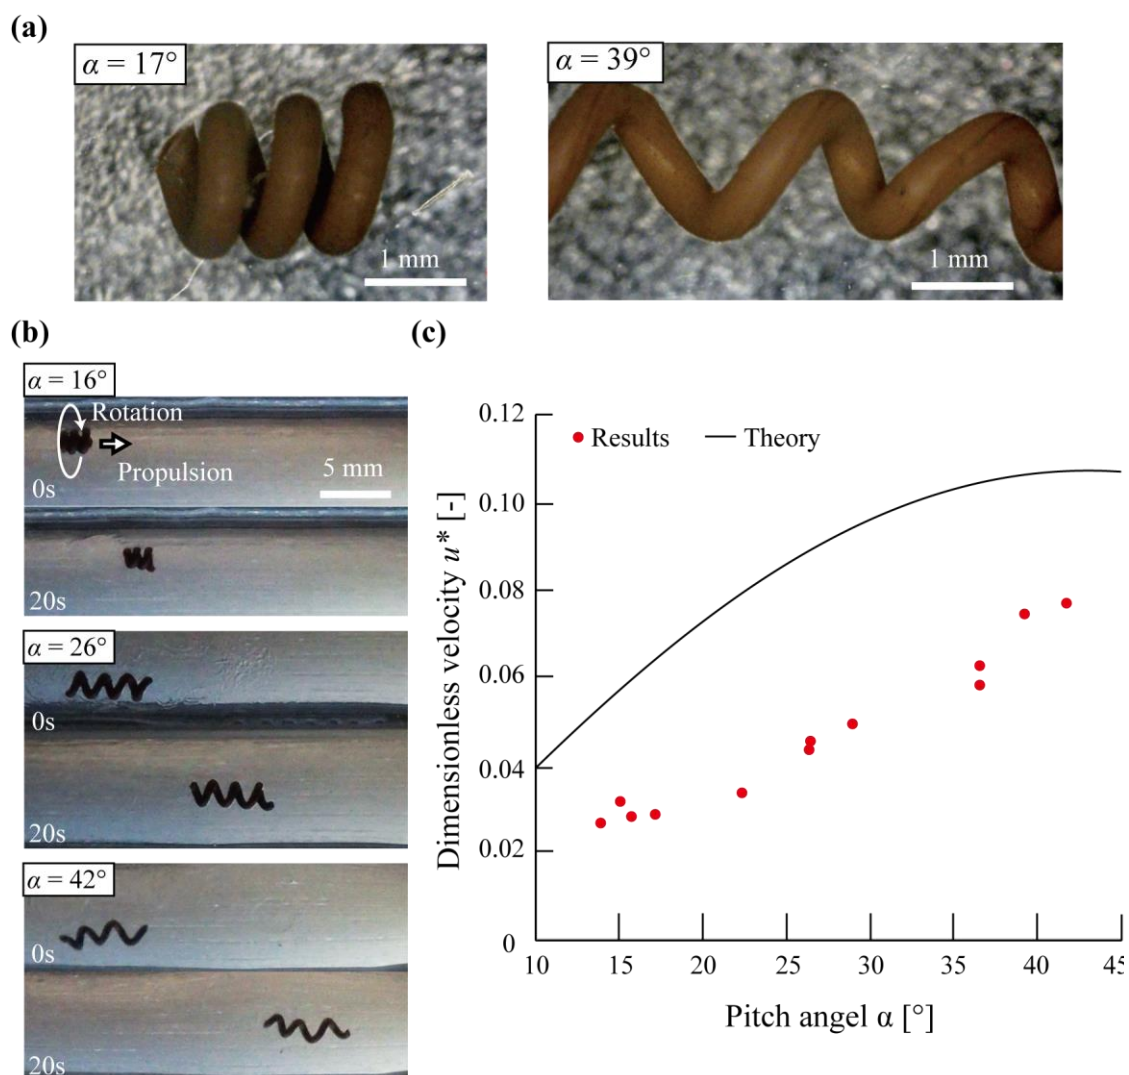 (a)
α = 17°
1 mm
α = 39°
1 mm
(b)
α = 16°
Rotation
Propulsion
5 mm
0s
20s
α = 26°
0s
20s
α = 42°
0s
20s
(c)
Dimensionless velocity u* [-]
0.12
0.10
0.08
0.06
0.04
0.02
0
Results
Theory
10 15 20 25 30 35 40 45
Pitch angel α [°]